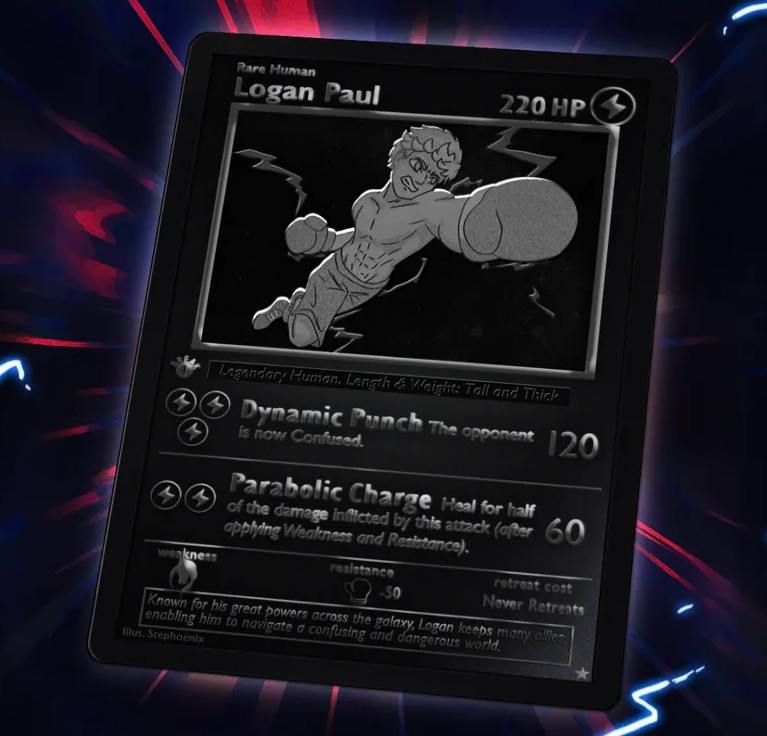 Rare Human
Logan Paul
220 HP
Legendary Human. Length & Weight: Tall and Thick
Dynamic Punch The opponent
is now Confused.
120
Parabolic Charge Heal for half
of the damage inflicted by this attack (after
applying Weakness and Resistance).
60
weakness
resistance
-50
retreat cost
Never Retreats
Known for his great powers across the galaxy, Logan keeps many allies,
enabling him to navigate a confusing and dangerous world.
Illus. Stephoenix